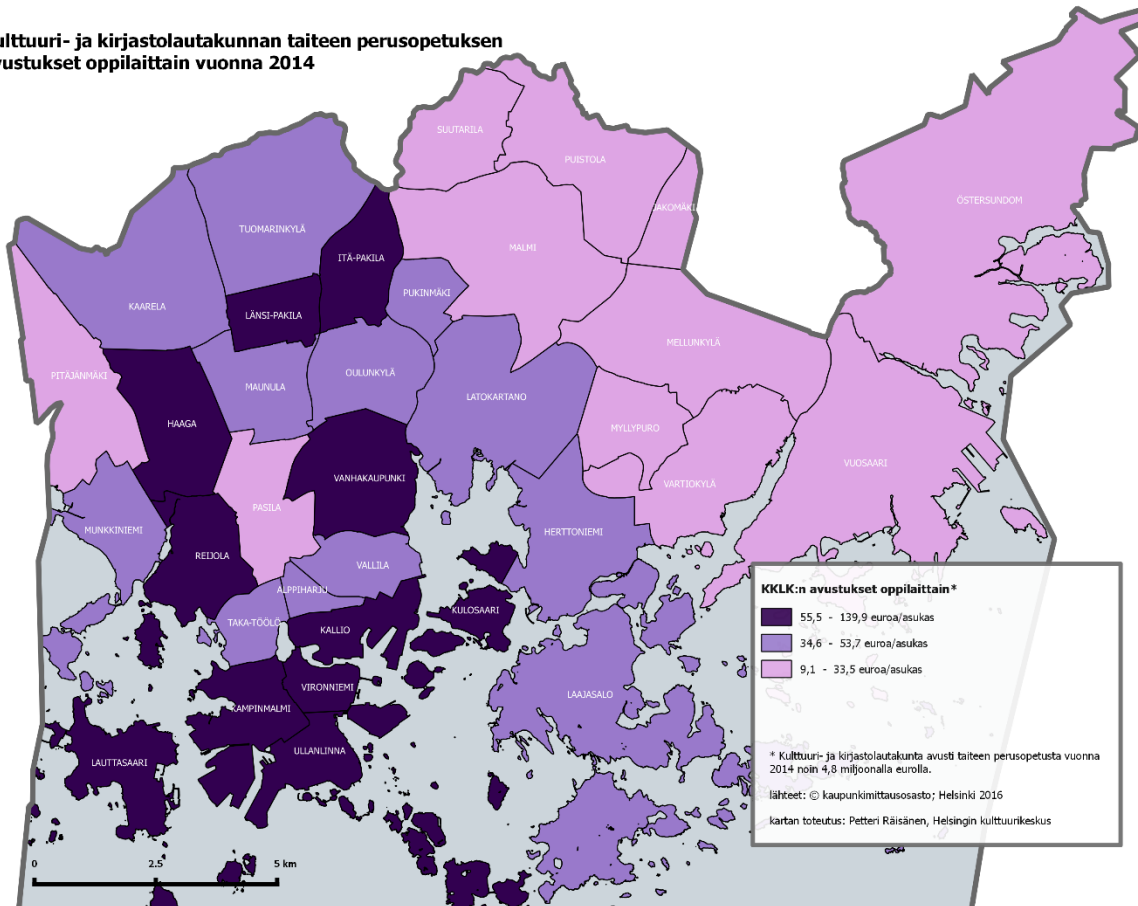 ulttuuri- ja kirjastolautakunnan taiteen perusopetuksen
vustukset oppilaittain vuonna 2014
SUUTARILA
PUISTOLA
JAKOMÄKI
ÖSTERSUNDOM
TUOMARINKYLÄ
MALMI
ITÄ-PAKILA
PUKINMÄKI
KAARELA
LÄNSI-PAKILA
MELLUNKYLÄ
PITÄJÄNMÄKI
MAUNULA
OULUNKYLÄ
LATOKARTANO
HAAGA
MYLLYPURO
VUOSAARI
VANHAKAUPUNKI
VARTIOKYLÄ
PASILA
MUNKKINIEMI
HERTTONIEMI
REIJOLA
VALLILA
ALPPIHARJU
KULOSAARI
TAKA-TÖÖLÖ
KALLIO
VIRONNIEMI
LAAJASALO
KAMPINMALMI
ULLANLINNA
LAUTTASAARI
KKLK:n avustukset oppilaittain*
55,5 - 139,9 euroa/asukas
34,6 - 53,7 euroa/asukas
9,1 - 33,5 euroa/asukas
* Kulttuuri- ja kirjastolautakunta avusti taiteen perusopetusta vuonna
2014 noin 4,8 miljoonalla eurolla.
lähteet: © kaupunkimittausosasto; Helsinki 2016
kartan toteutus: Petteri Räisänen, Helsingin kulttuurikeskus
0 2.5 5 km